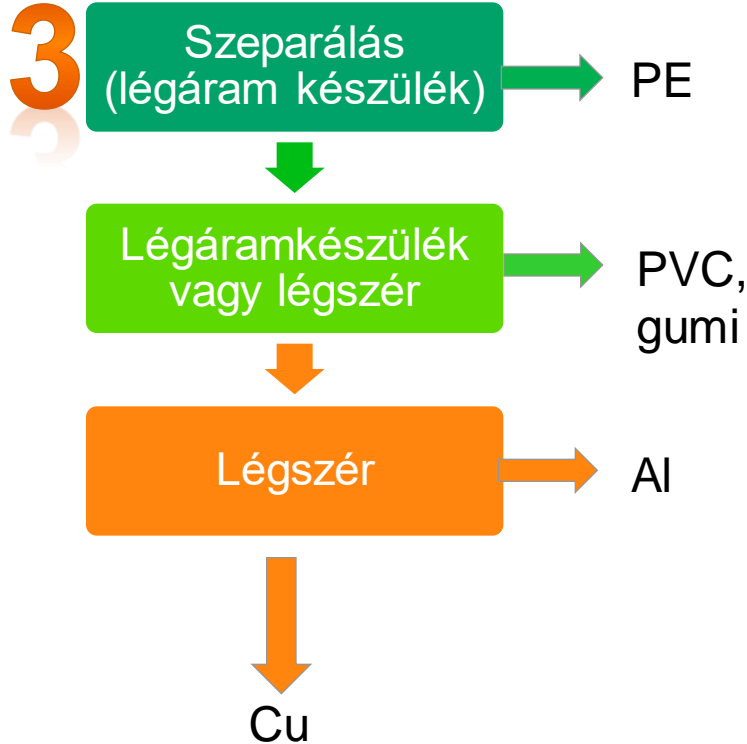 3
Szeparálás
(légáram készülék)
PE
Légáramkészülék
vagy légszér
PVC,
gumi
Légszér
Al
Cu